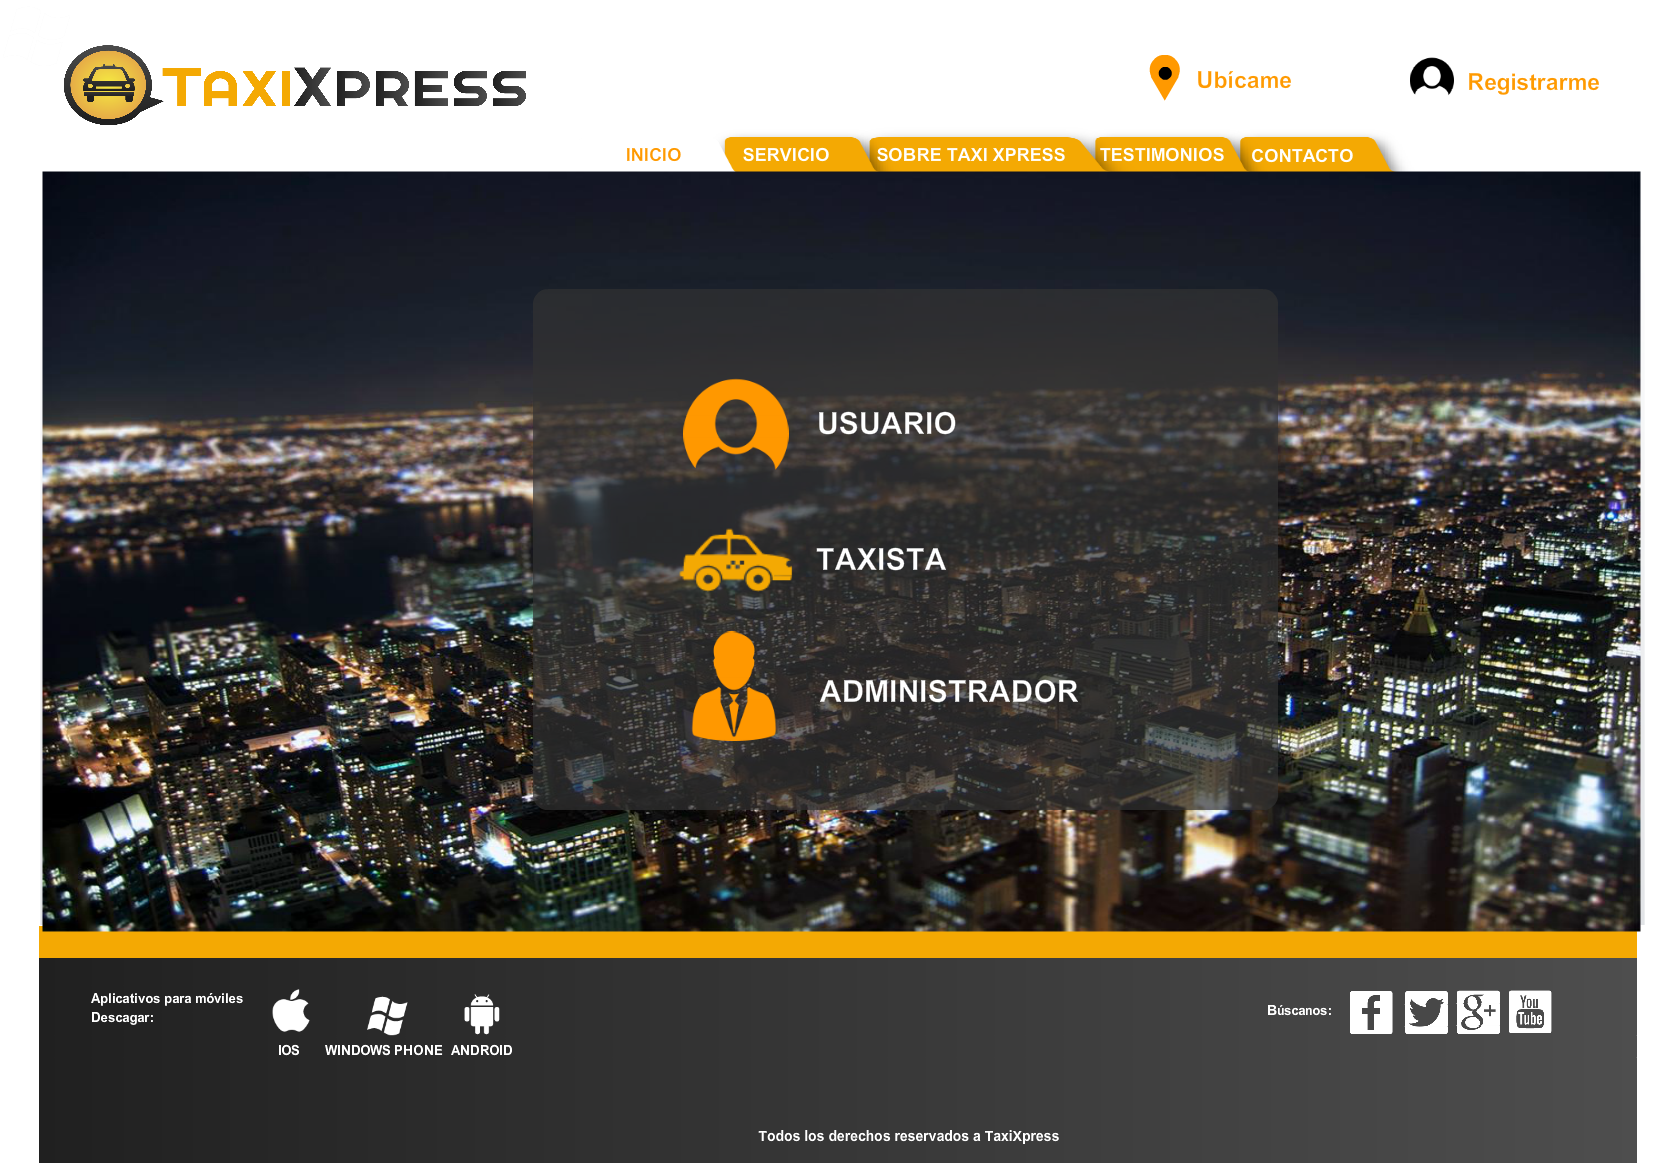 TAXIXPRESS
Ubícame
Registrarme
INICIO SERVICIO SOBRE TAXI XPRESS TESTIMONIOS CONTACTO
USUARIO
TAXISTA
ADMINISTRADOR
Aplicativos para móviles
Descagar:
IOS WINDOWS PHONE ANDROID
Búscanos:
f g+ You
Tube
Todos los derechos reservados a TaxiXpress